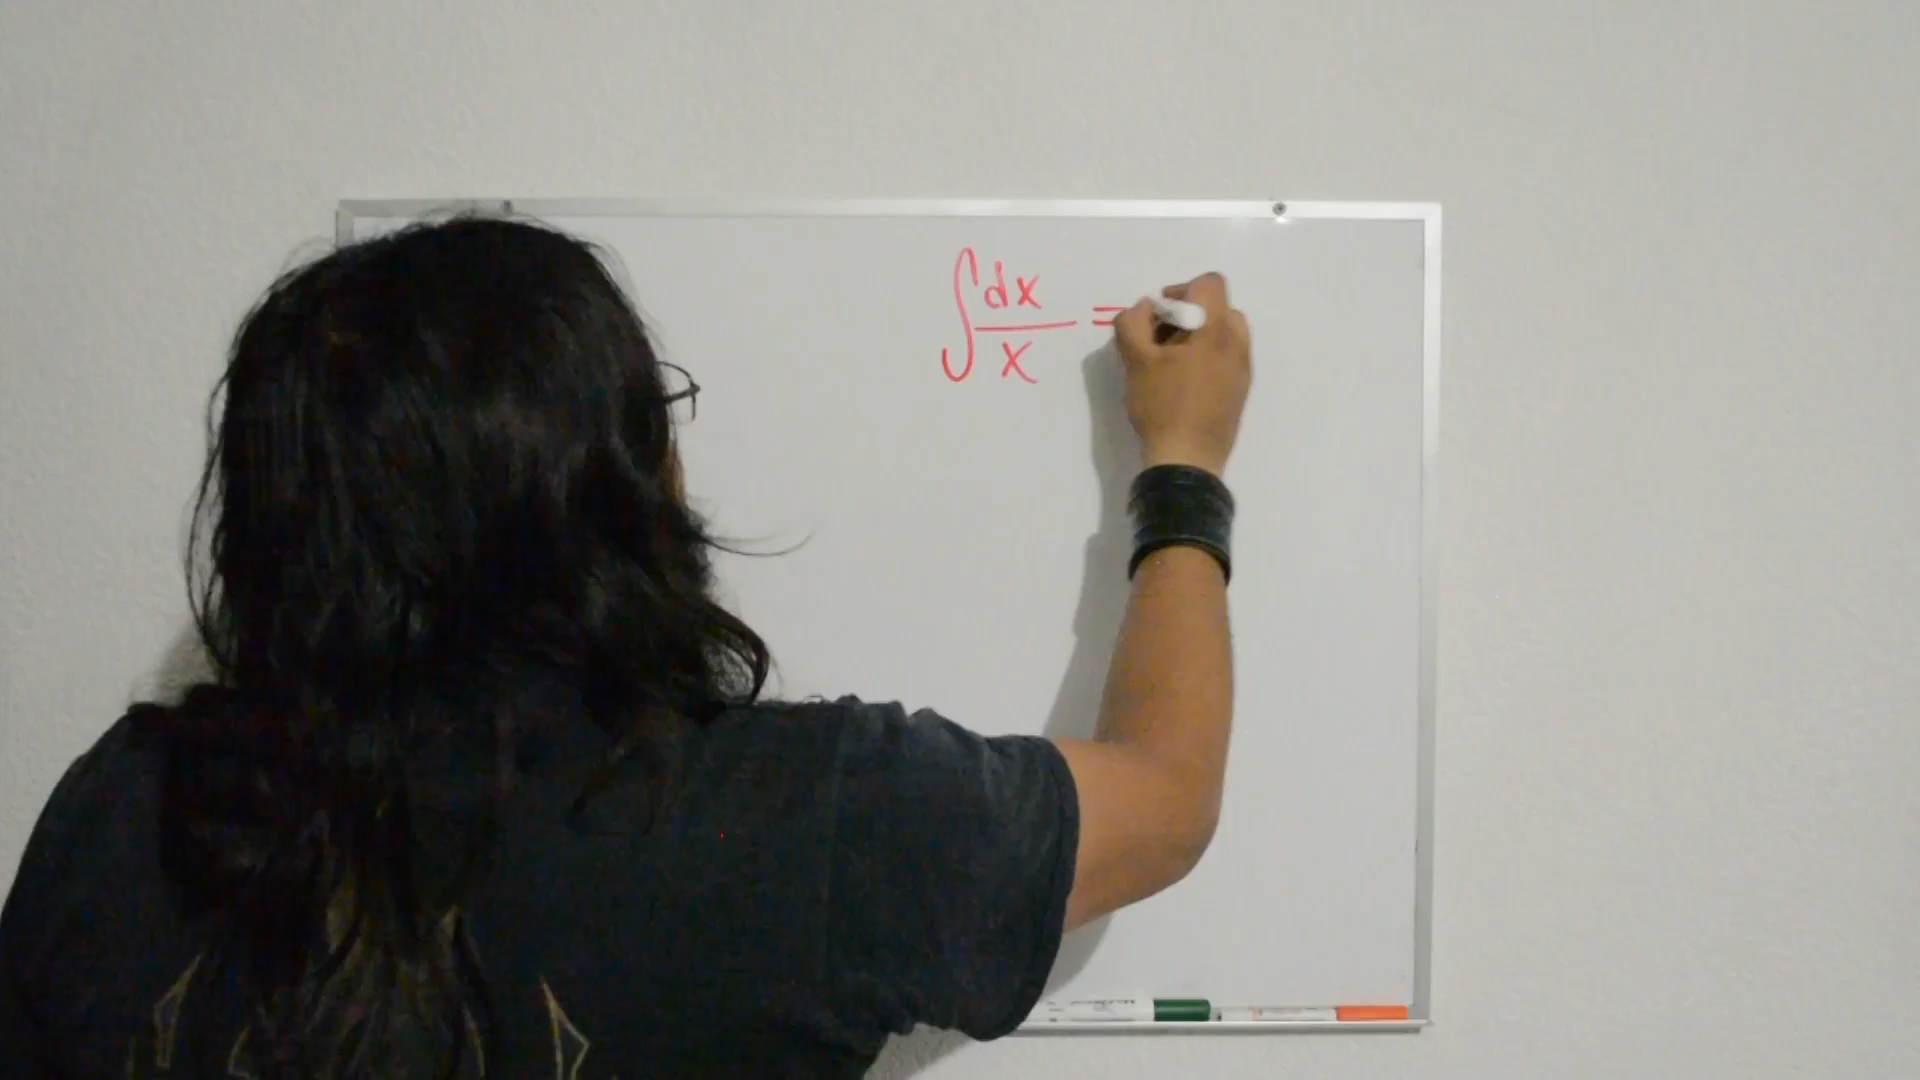 ∫ dx/x =